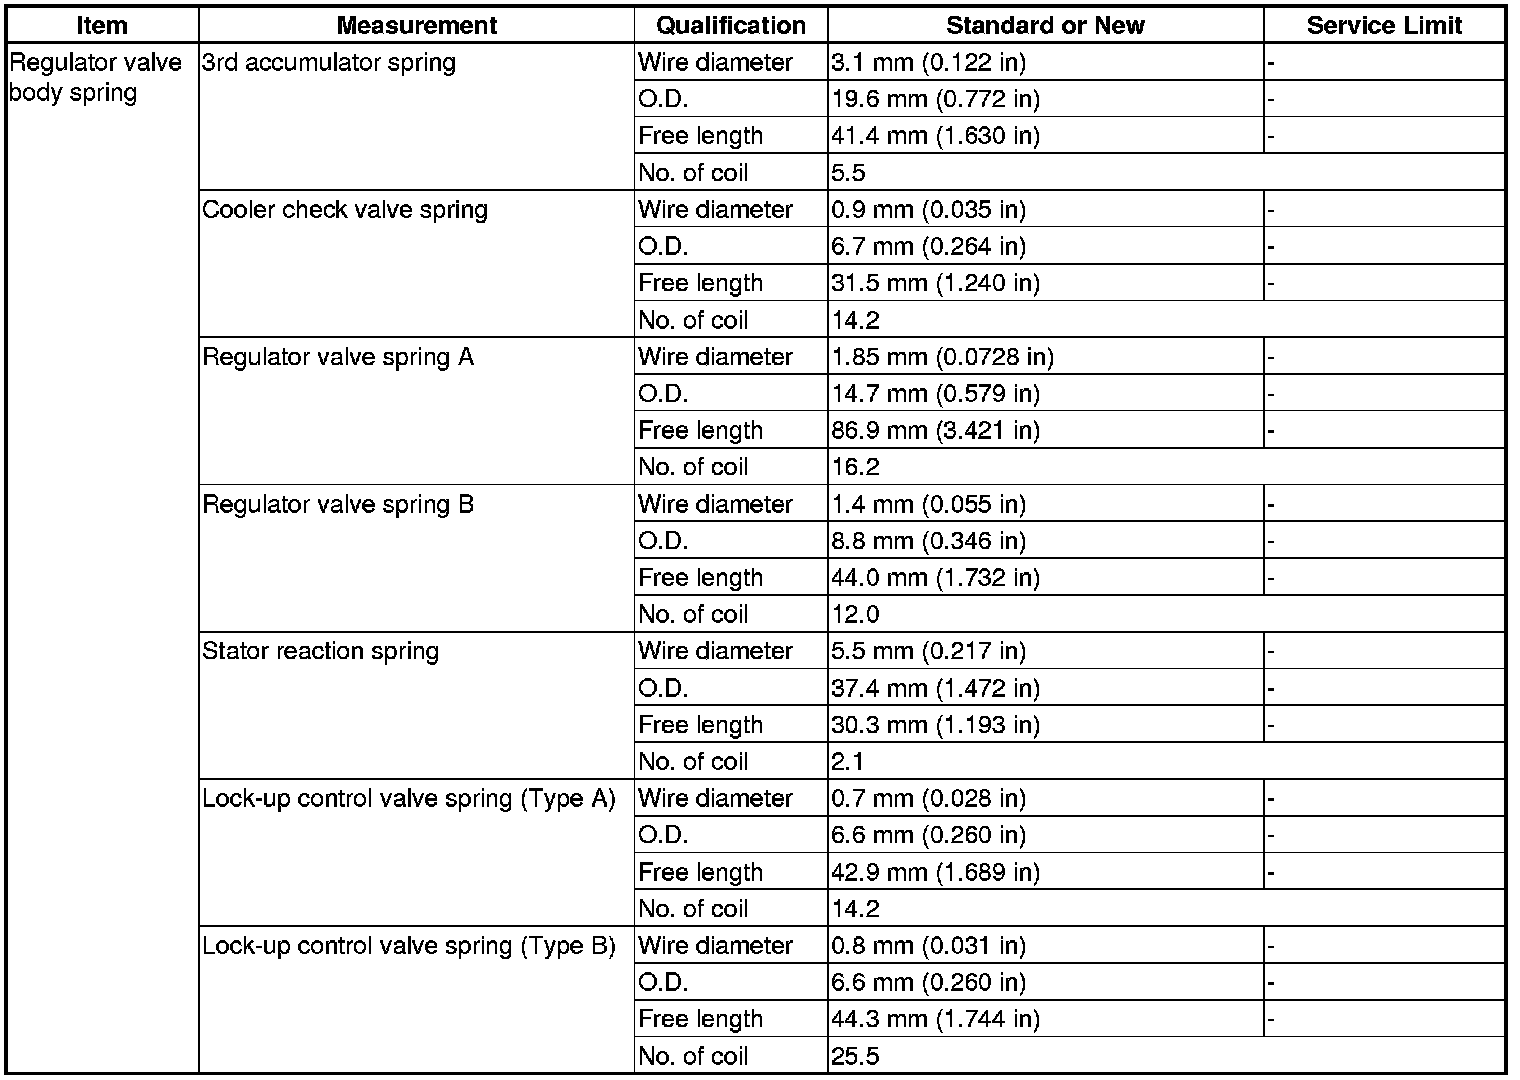 Item Measurement Qualification Standard or New Service Limit
Regulator valve 3rd accumulator spring Wire diameter 3.1 mm (0.122 in) -
body spring
O.D. 19.6 mm (0.772 in) -
Free length 41.4 mm (1.630 in) -
No. of coil 5.5
Cooler check valve spring Wire diameter 0.9 mm (0.035 in) -
O.D. 6.7 mm (0.264 in) -
Free length 31.5 mm (1.240 in) -
No. of coil 14.2
Regulator valve spring A Wire diameter 1.85 mm (0.0728 in) -
O.D. 14.7 mm (0.579 in) -
Free length 86.9 mm (3.421 in) -
No. of coil 16.2
Regulator valve spring B Wire diameter 1.4 mm (0.055 in) -
O.D. 8.8 mm (0.346 in) -
Free length 44.0 mm (1.732 in) -
No. of coil 12.0
Stator reaction spring Wire diameter 5.5 mm (0.217 in) -
O.D. 37.4 mm (1.472 in) -
Free length 30.3 mm (1.193 in) -
No. of coil 2.1
Lock-up control valve spring (Type A) Wire diameter 0.7 mm (0.028 in) -
O.D. 6.6 mm (0.260 in) -
Free length 42.9 mm (1.689 in) -
No. of coil 14.2
Lock-up control valve spring (Type B) Wire diameter 0.8 mm (0.031 in) -
O.D. 6.6 mm (0.260 in) -
Free length 44.3 mm (1.744 in) -
No. of coil 25.5